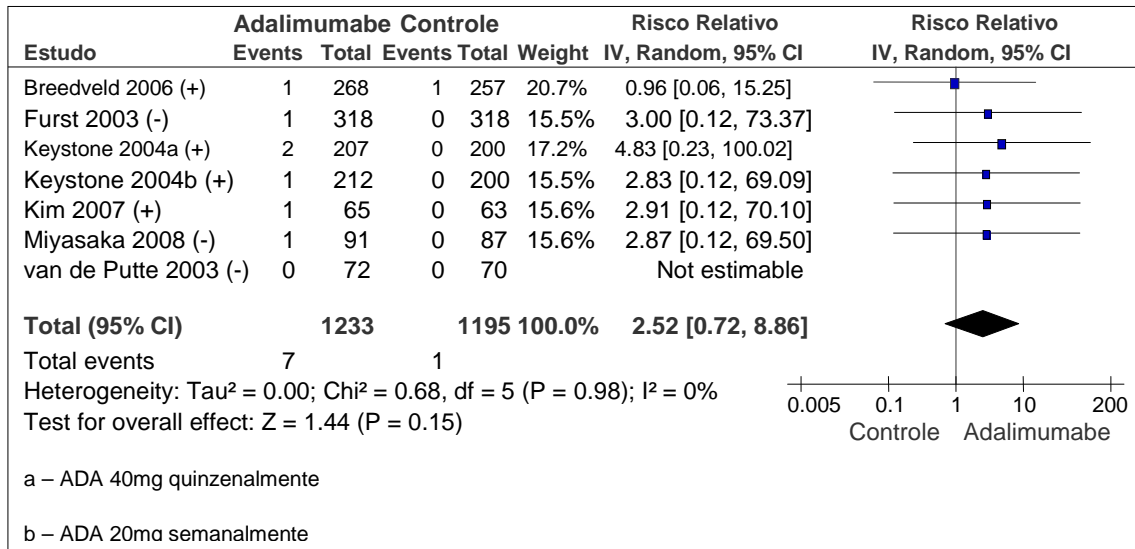 Adalimumabe Controle Risco Relativo Risco Relativo
Estudo Events Total Events Total Weight IV, Random, 95% CI IV, Random, 95% CI
Breedveld 2006 (+) 1 268 1 257 20.7% 0.96 [0.06, 15.25]
Furst 2003 (-) 1 318 0 318 15.5% 3.00 [0.12, 73.37]
Keystone 2004a (+) 2 207 0 200 17.2% 4.83 [0.23, 100.02]
Keystone 2004b (+) 1 212 0 200 15.5% 2.83 [0.12, 69.09]
Kim 2007 (+) 1 65 0 63 15.6% 2.91 [0.12, 70.10]
Miyasaka 2008 (-) 1 91 0 87 15.6% 2.87 [0.12, 69.50]
van de Putte 2003 (-) 0 72 0 70 Not estimable
Total (95% CI) 1233 1195 100.0% 2.52 [0.72, 8.86]
Total events 7 1
Heterogeneity: Tau² = 0.00; Chi² = 0.68, df = 5 (P = 0.98); I² = 0%
Test for overall effect: Z = 1.44 (P = 0.15)
0.005 0.1 1 10 200
Controle Adalimumabe
a – ADA 40mg quinzenalmente
b – ADA 20mg semanalmente